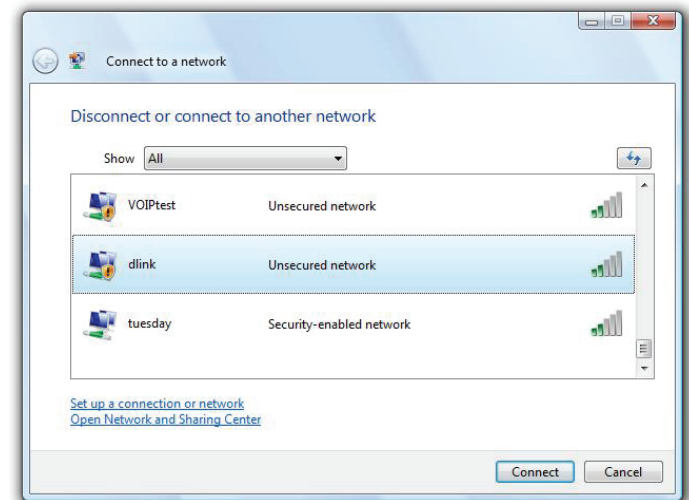 Connect to a network
Disconnect or connect to another network
Show All
VOIPtest Unsecured network
dlink Unsecured network
tuesday Security-enabled network
Set up a connection or network
Open Network and Sharing Center
Connect Cancel